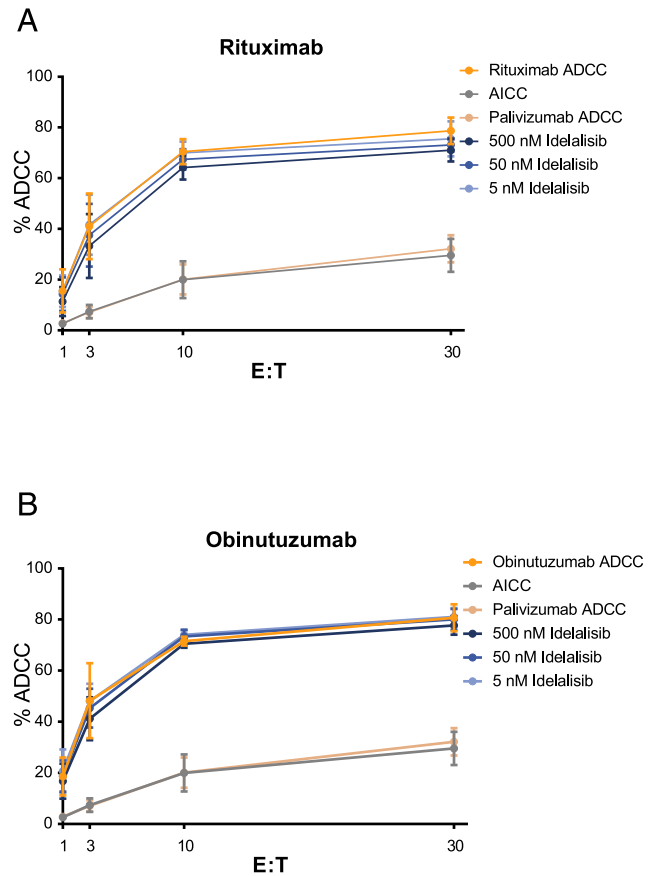 A
Rituximab
100
80
60
40
20
0
% ADCC
1 3 10 30
E:T
Rituximab ADCC
AICC
Palivizumab ADCC
500 nM Idelalisib
50 nM Idelalisib
5 nM Idelalisib
B
Obinutuzumab
100
80
60
40
20
0
% ADCC
1 3 10 30
E:T
Obinutuzumab ADCC
AICC
Palivizumab ADCC
500 nM Idelalisib
50 nM Idelalisib
5 nM Idelalisib